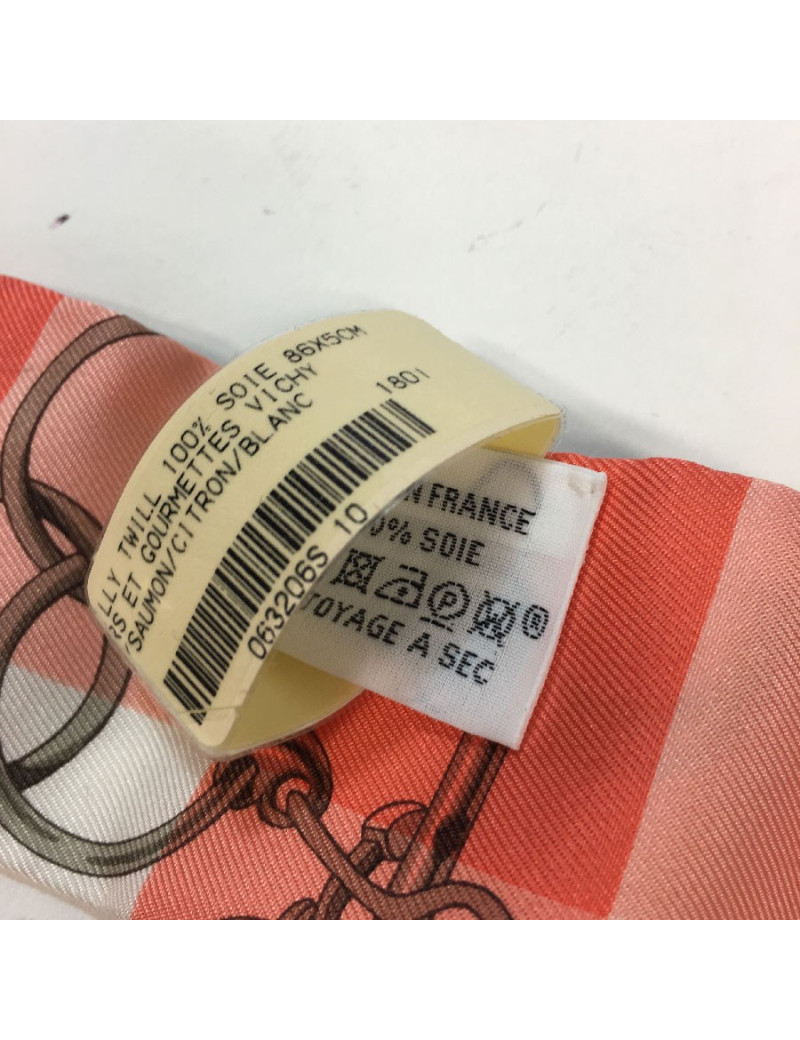 LLY TWILL 100% SOIE 86X5CM
RS ET GOURMETTES VICHY
SAUMON/CITRON/BLANC 1801
063206S 10
N FRANCE
0% SOIE
P W ®
TOYAGE A SEC